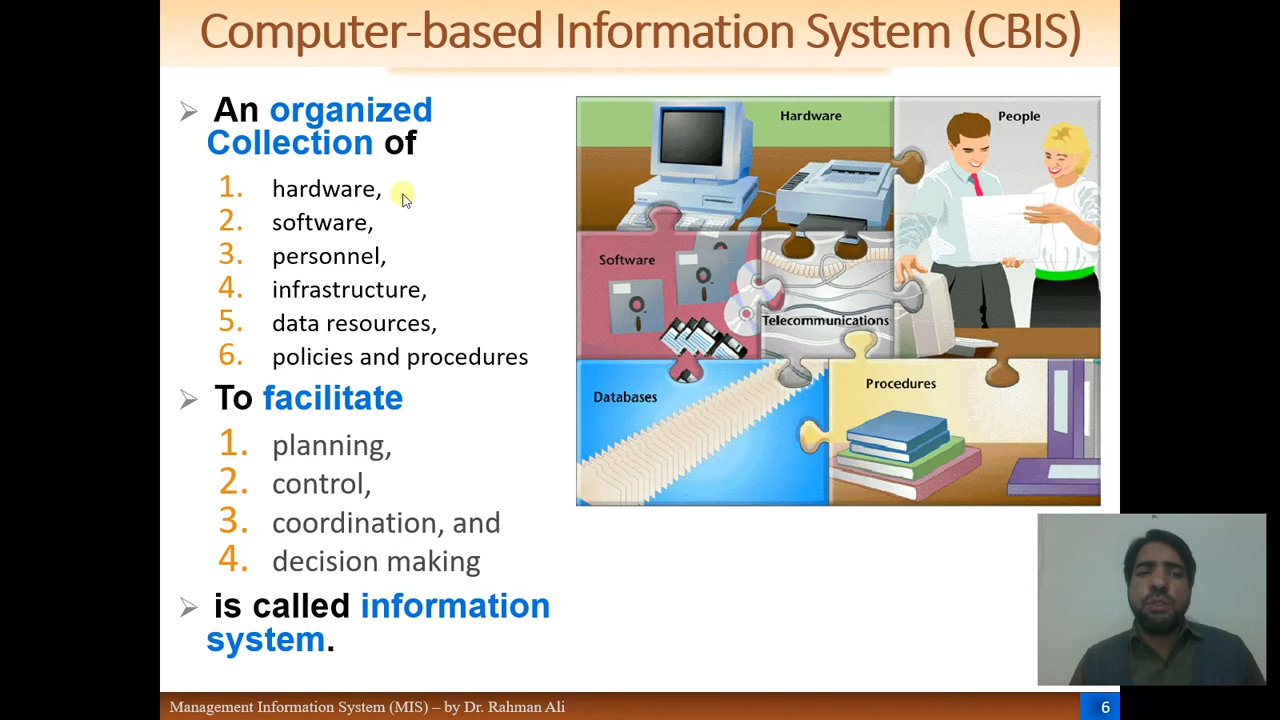 Computer-based Information System (CBIS)
An organized
Collection of
1. hardware,
2. software,
3. personnel,
4. infrastructure,
5. data resources,
6. policies and procedures
To facilitate
1. planning,
2. control,
3. coordination, and
4. decision making
is called information
system.
Hardware
People
Software
Telecommunications
Databases
Procedures
Management Information System (MIS) – by Dr. Rahman Ali
6